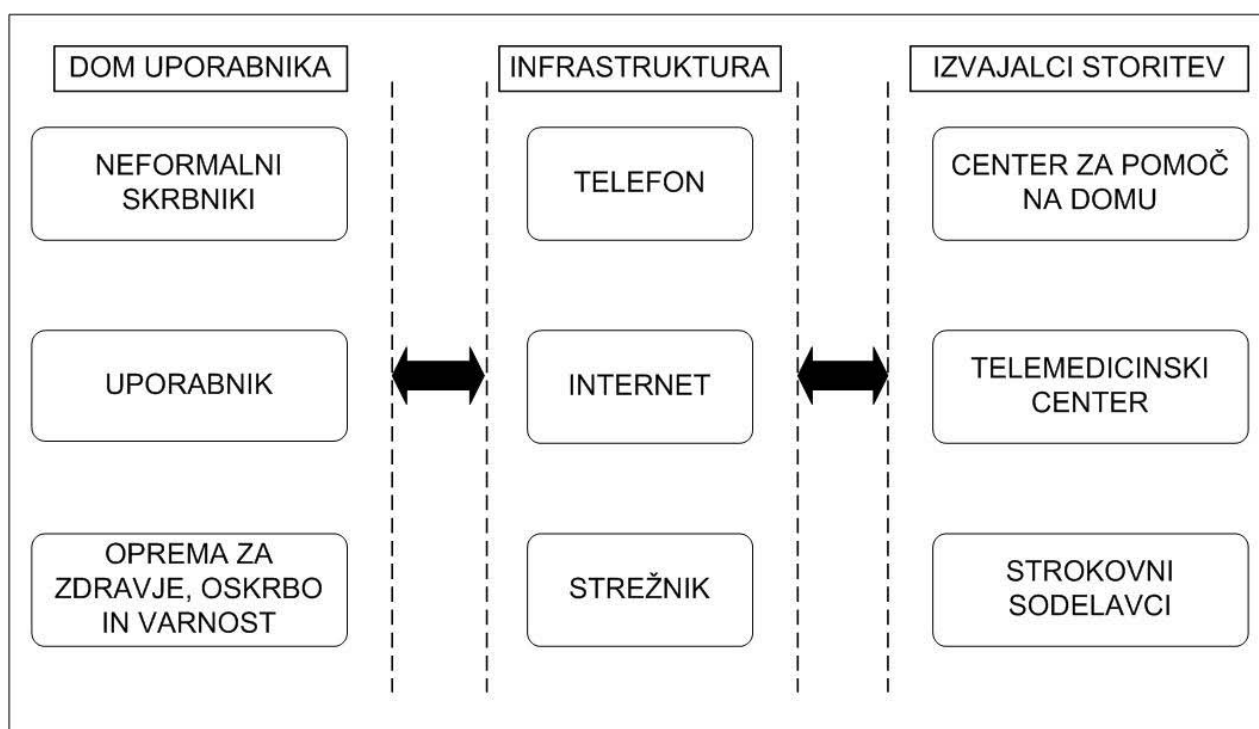 DOM UPORABNIKA
NEFORMALNI
SKRBNIKI
UPORABNIK
OPREMA ZA
ZDRAVJE, OSKRBO
IN VARNOST
INFRASTRUKTURA
TELEFON
INTERNET
STREŽNIK
IZVAJALCI STORITEV
CENTER ZA POMOČ
NA DOMU
TELEMEDICINSKI
CENTER
STROKOVNI
SODELAVCI